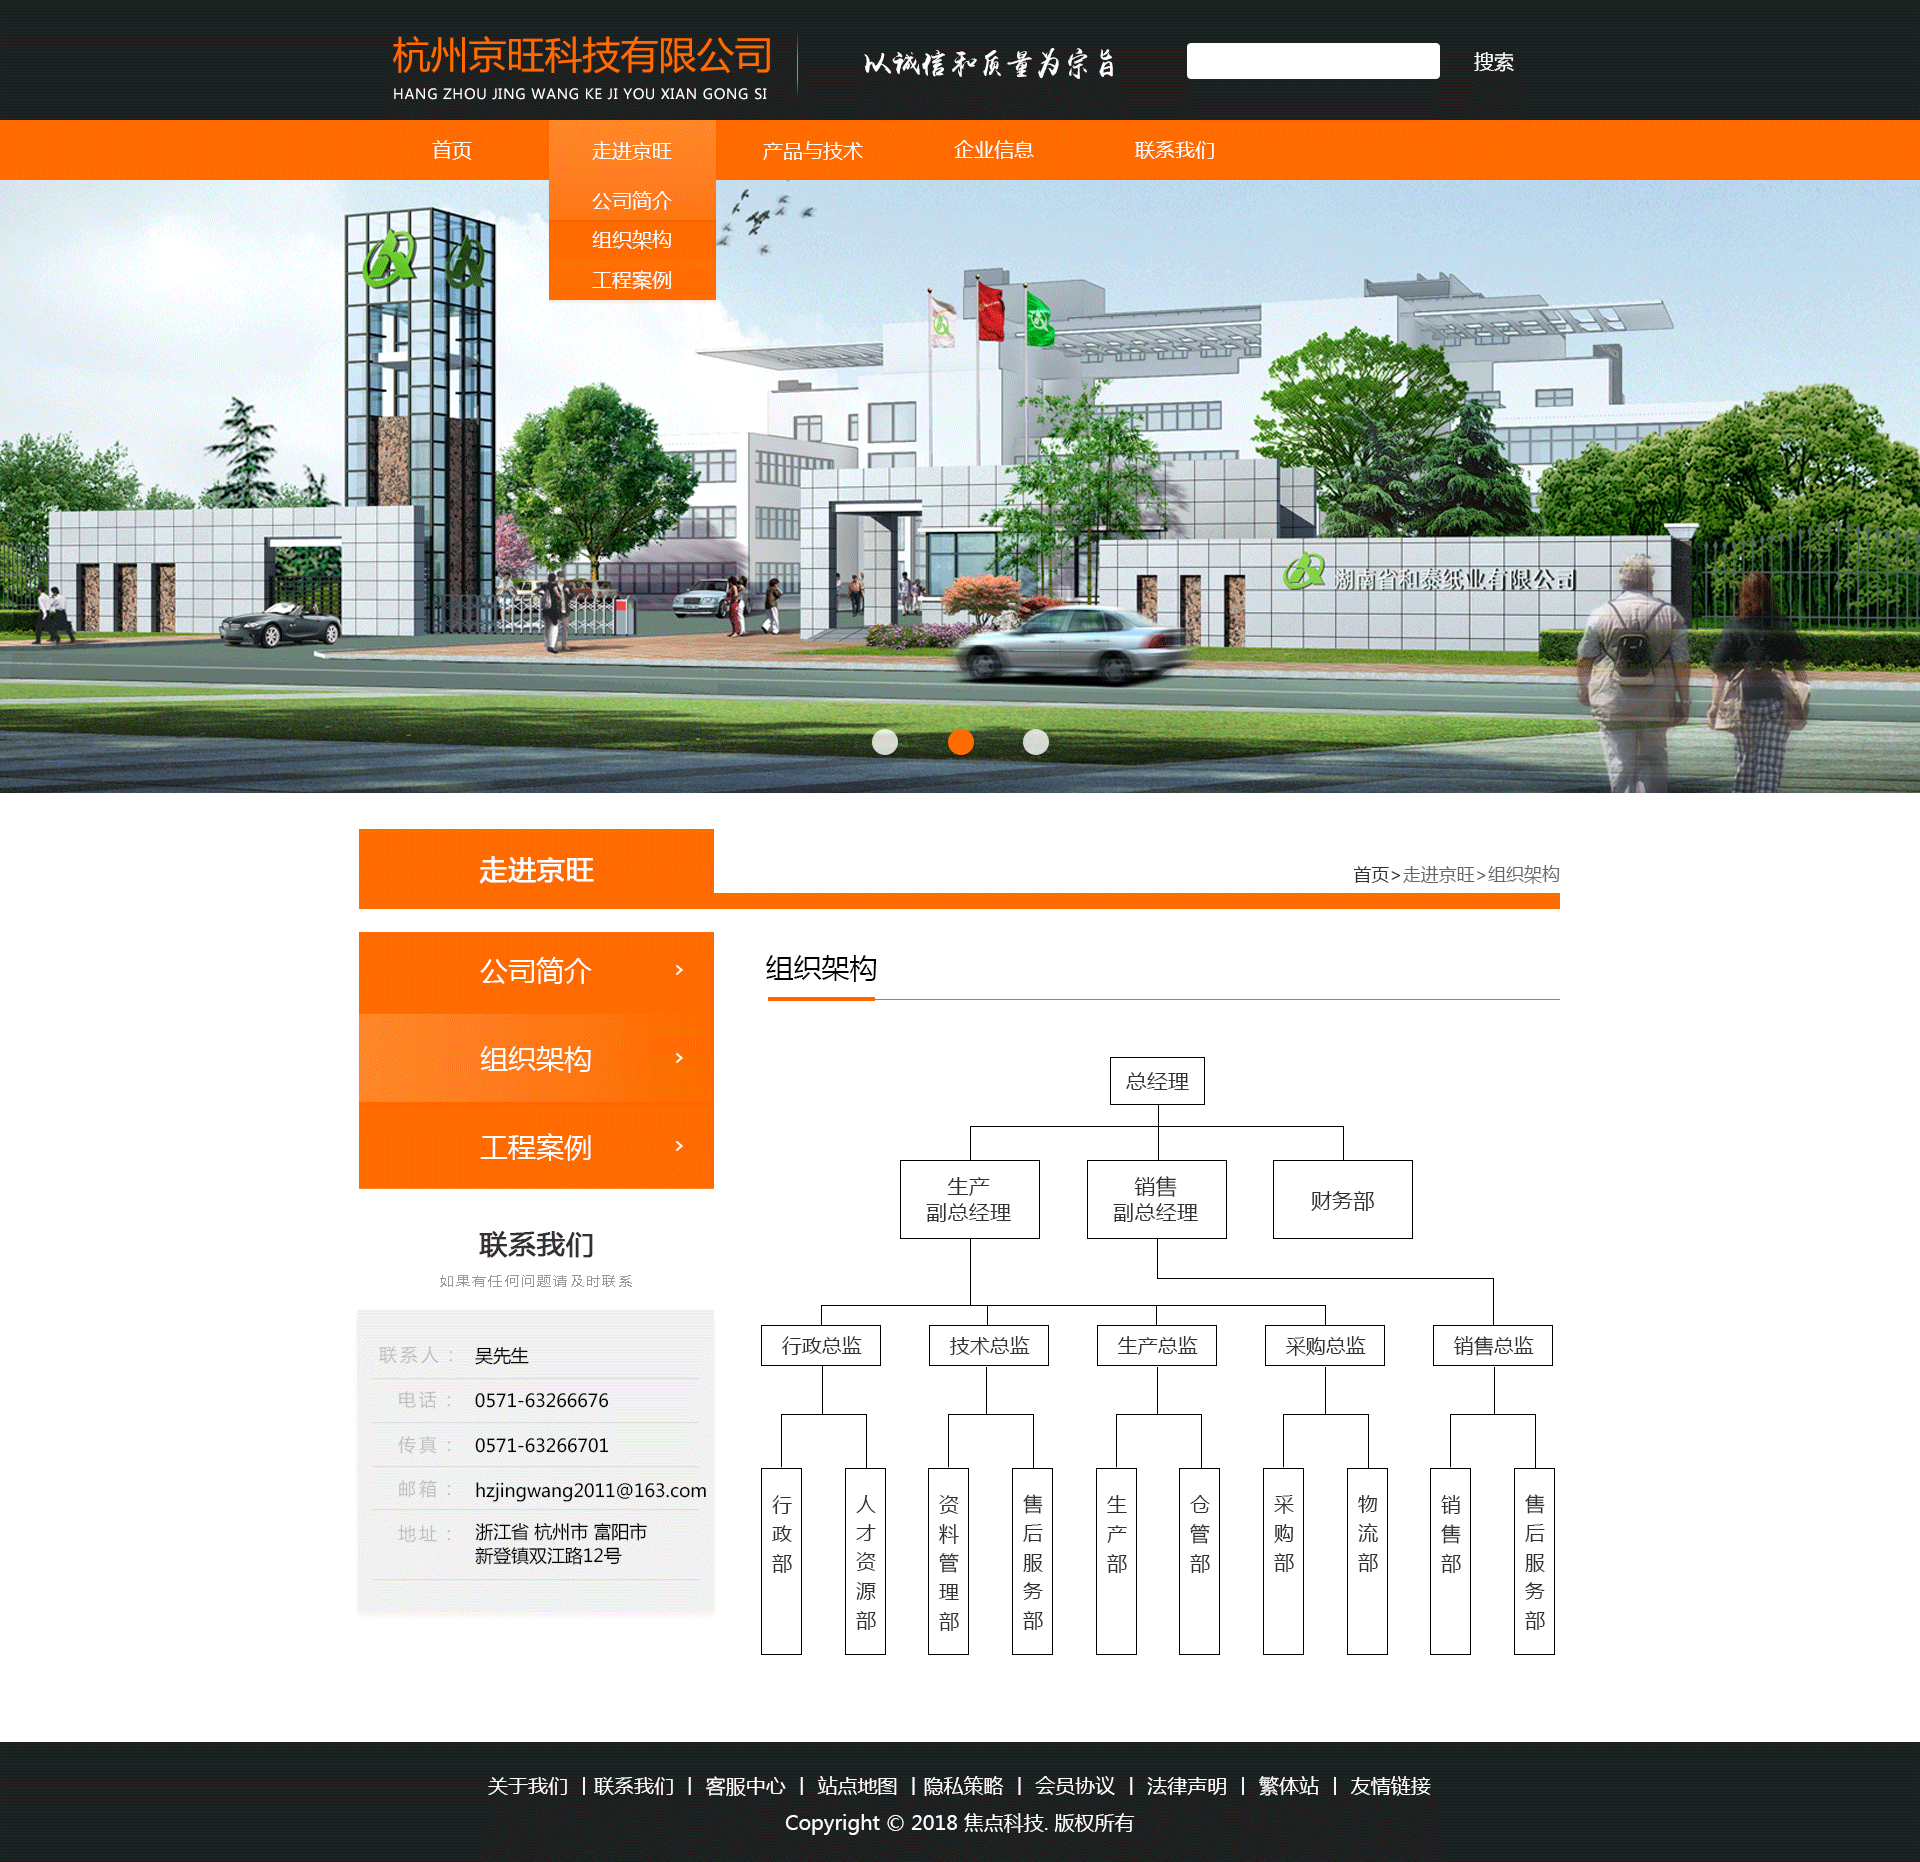 杭州京旺科技有限公司
HANG ZHOU JING WANG KE JI YOU XIAN GONG SI
以诚信和质量为宗旨
搜索
首页 走进京旺 产品与技术 企业信息 联系我们
公司简介
组织架构
工程案例
湖南省和泰纸业有限公司
走进京旺
首页>走进京旺>组织架构
公司简介 >
组织架构 >
工程案例 >
联系我们
如果有任何问题请及时联系
联系人： 吴先生
电话： 0571-63266676
传真： 0571-63266701
邮箱： hzjingwang2011@163.com
地址： 浙江省 杭州市 富阳市
新登镇双江路12号
组织架构
总经理
生产
副总经理
销售
副总经理
财务部
行政总监 技术总监 生产总监 采购总监 销售总监
行政部
人才资源部
资料管理部
售后服务部
生产部
仓管部
采购部
物流部
销售部
售后服务部
关于我们 | 联系我们 | 客服中心 | 站点地图 | 隐私策略 | 会员协议 | 法律声明 | 繁体站 | 友情链接
Copyright © 2018 焦点科技. 版权所有